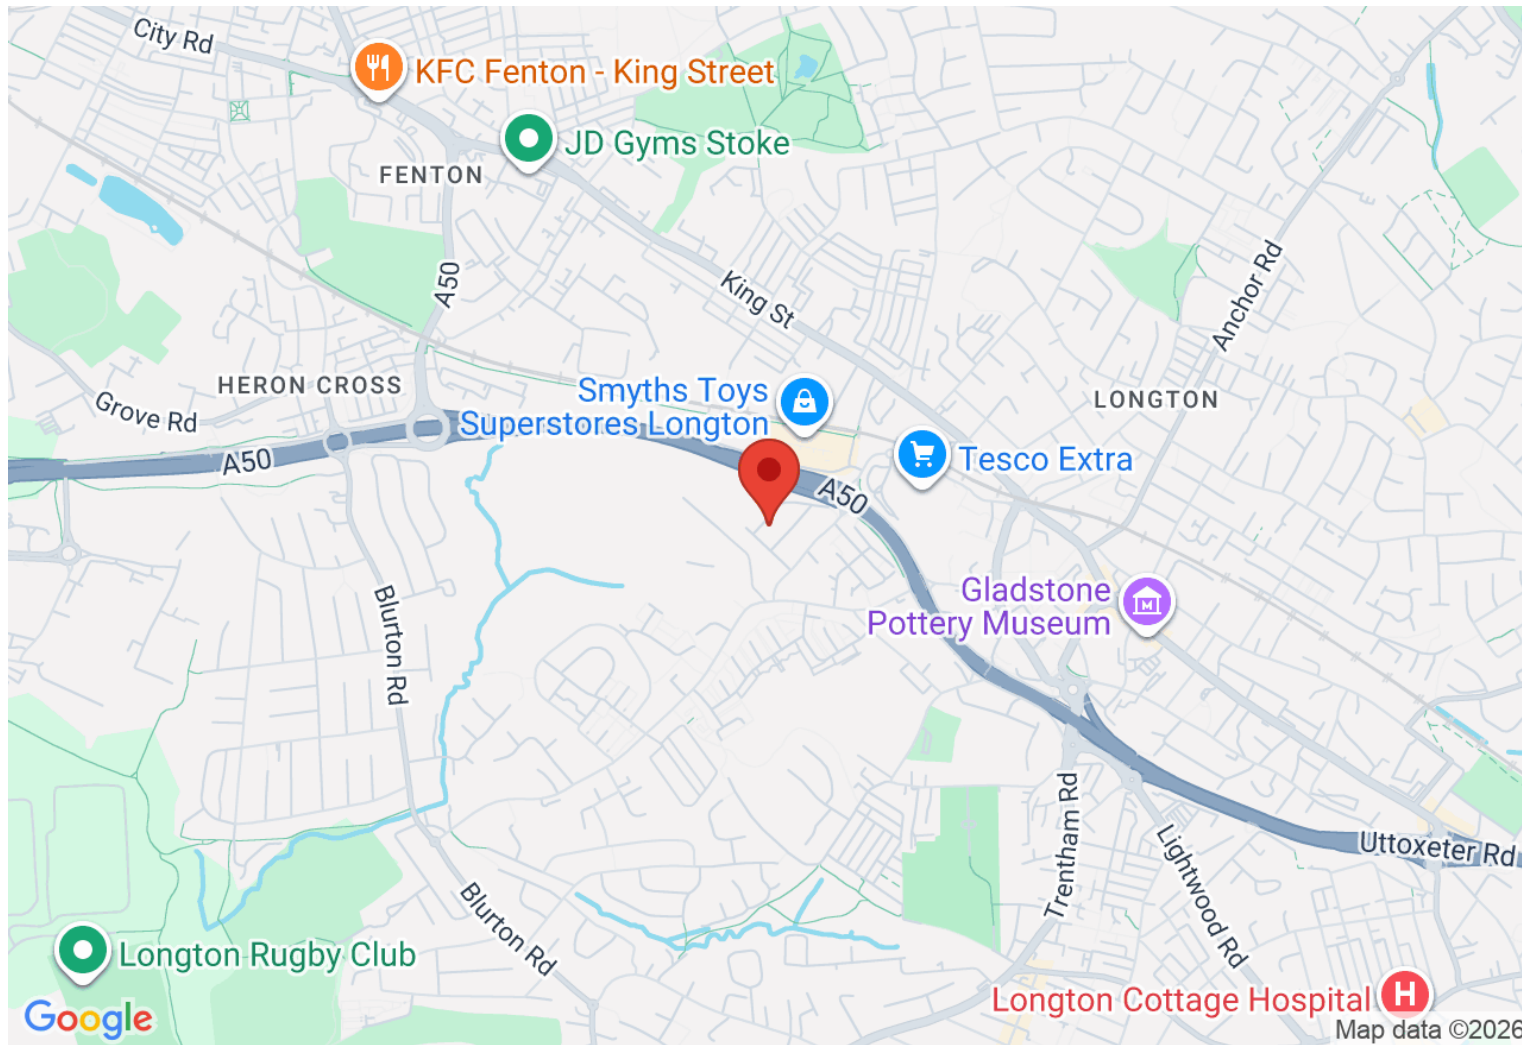 City Rd
KFC Fenton - King Street
JD Gyms Stoke
FENTON
A50
King St
Anchor Rd
HERON CROSS
Smyths Toys
Superstores Longton
LONGTON
Grove Rd
A50
Tesco Extra
A50
Gladstone
Pottery Museum
Blurton Rd
Trentham Rd
Lightwood Rd
Uttoxeter Rd
Blurton Rd
Longton Rugby Club
Longton Cottage Hospital
H
Google
Map data ©2026